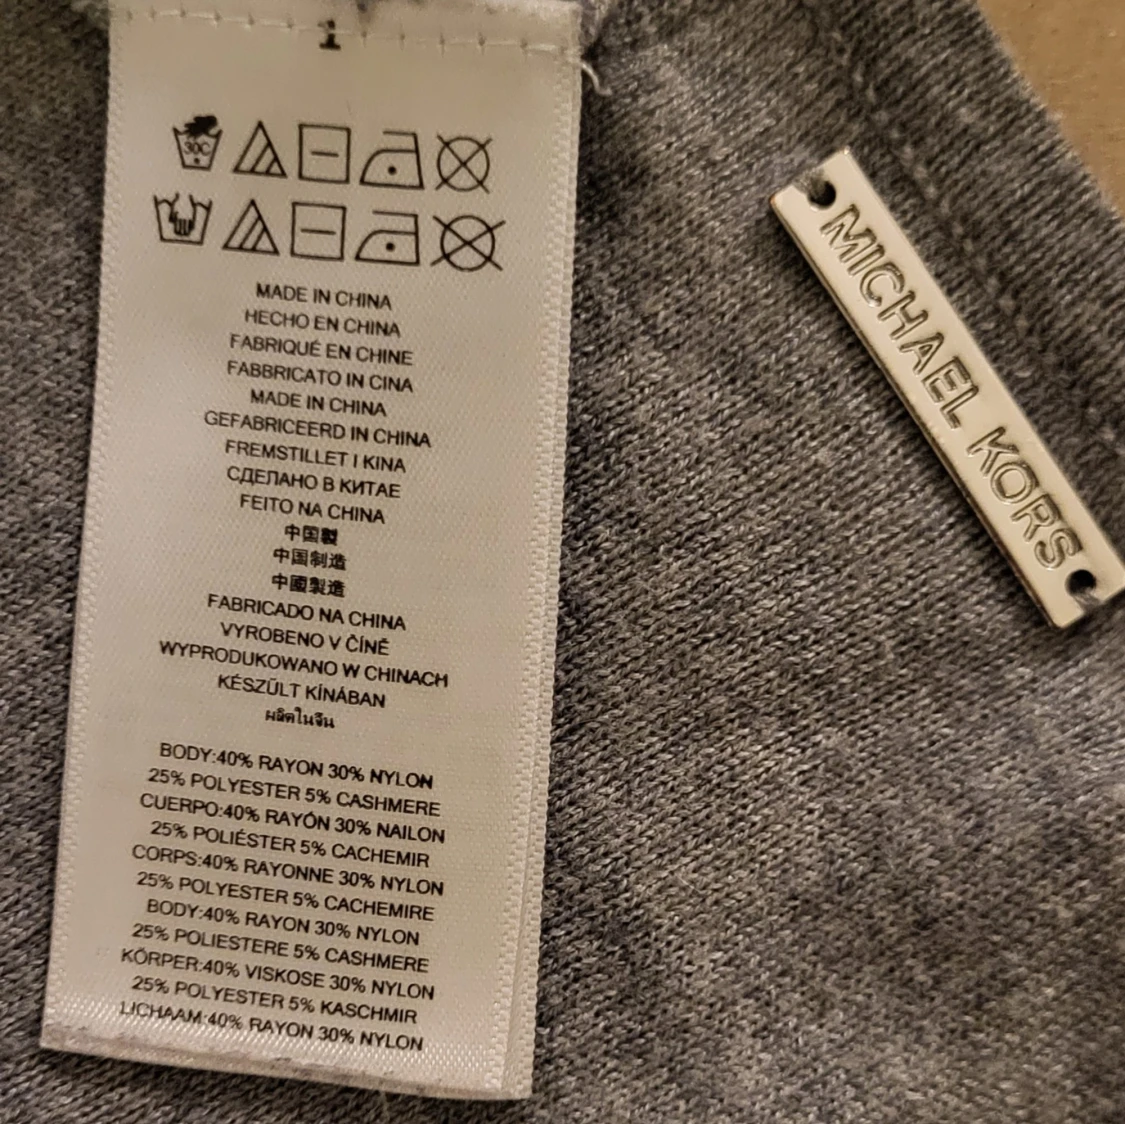 1
30C
MADE IN CHINA
HECHO EN CHINA
FABRIQUÉ EN CHINE
FABBRICATO IN CINA
MADE IN CHINA
GEFABRICEERD IN CHINA
FREMSTILLET I KINA
СДЕЛАНО В КИТАЕ
FEITO NA CHINA
中国製
中国制造
中國製造
FABRICADO NA CHINA
VYROBENO V ČÍNĚ
WYPRODUKOWANO W CHINACH
KÉSZÜLT KÍNÁBAN
ผลิตในจีน
BODY:40% RAYON 30% NYLON
25% POLYESTER 5% CASHMERE
CUERPO:40% RAYÓN 30% NAILON
25% POLIÉSTER 5% CACHEMIR
CORPS:40% RAYONNE 30% NYLON
25% POLYESTER 5% CACHEMIRE
BODY:40% RAYON 30% NYLON
25% POLIESTERE 5% CASHMERE
KÖRPER:40% VISKOSE 30% NYLON
25% POLYESTER 5% KASCHMIR
LICHAAM:40% RAYON 30% NYLON
MICHAEL KORS